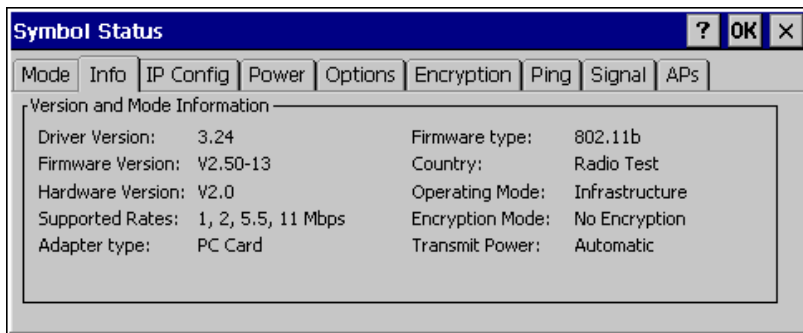 Symbol Status ? OK ×
Mode Info IP Config Power Options Encryption Ping Signal APs
Version and Mode Information
Driver Version: 3.24 Firmware type: 802.11b
Firmware Version: V2.50-13 Country: Radio Test
Hardware Version: V2.0 Operating Mode: Infrastructure
Supported Rates: 1, 2, 5.5, 11 Mbps Encryption Mode: No Encryption
Adapter type: PC Card Transmit Power: Automatic